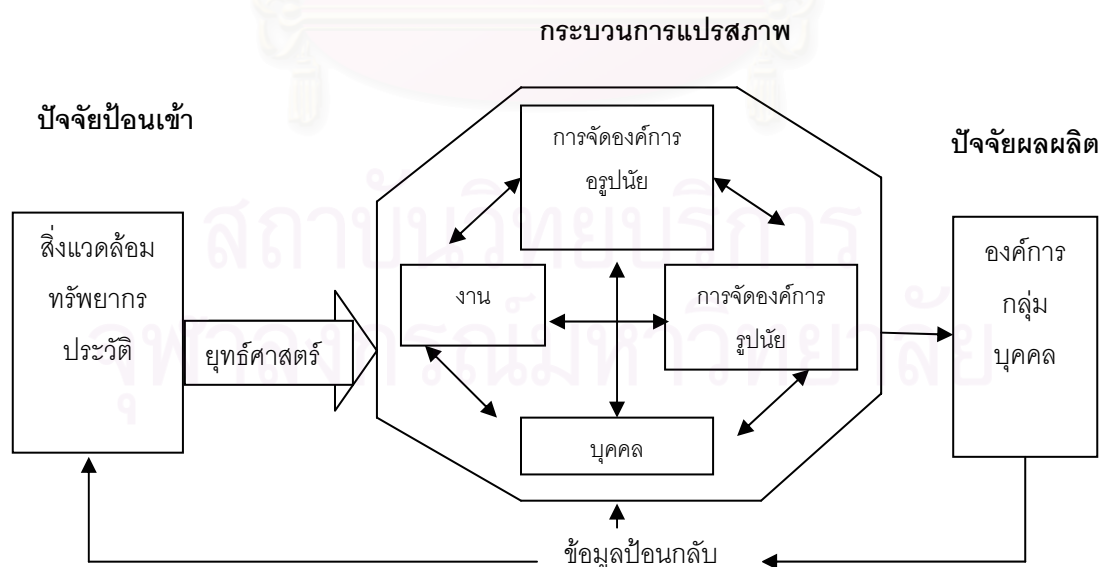 กระบวนการแปรสภาพ
ปัจจัยป้อนเข้า
ปัจจัยผลผลิต
สิ่งแวดล้อม
ทรัพยากร
ประวัติ
ยุทธ์ศาสตร์
การจัดองค์การ
อรูปนัย
งาน
การจัดองค์การ
รูปนัย
บุคคล
องค์การ
กลุ่ม
บุคคล
ข้อมูลป้อนกลับ
สถาบันวิทยบริการ
จุฬาลงกรณ์มหาวิทยาลัย